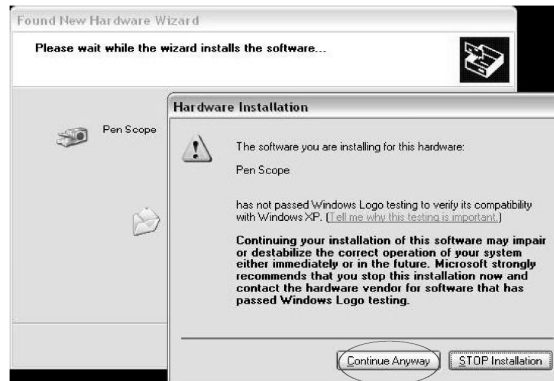 Found New Hardware Wizard
Please wait while the wizard installs the software...
Pen Scope
Hardware Installation
The software you are installing for this hardware:
Pen Scope
has not passed Windows Logo testing to verify its compatibility
with Windows XP. (Tell me why this testing is important.)
Continuing your installation of this software may impair
or destabilize the correct operation of your system
either immediately or in the future. Microsoft strongly
recommends that you stop this installation now and
contact the hardware vendor for software that has
passed Windows Logo testing.
Continue Anyway
STOP Installation